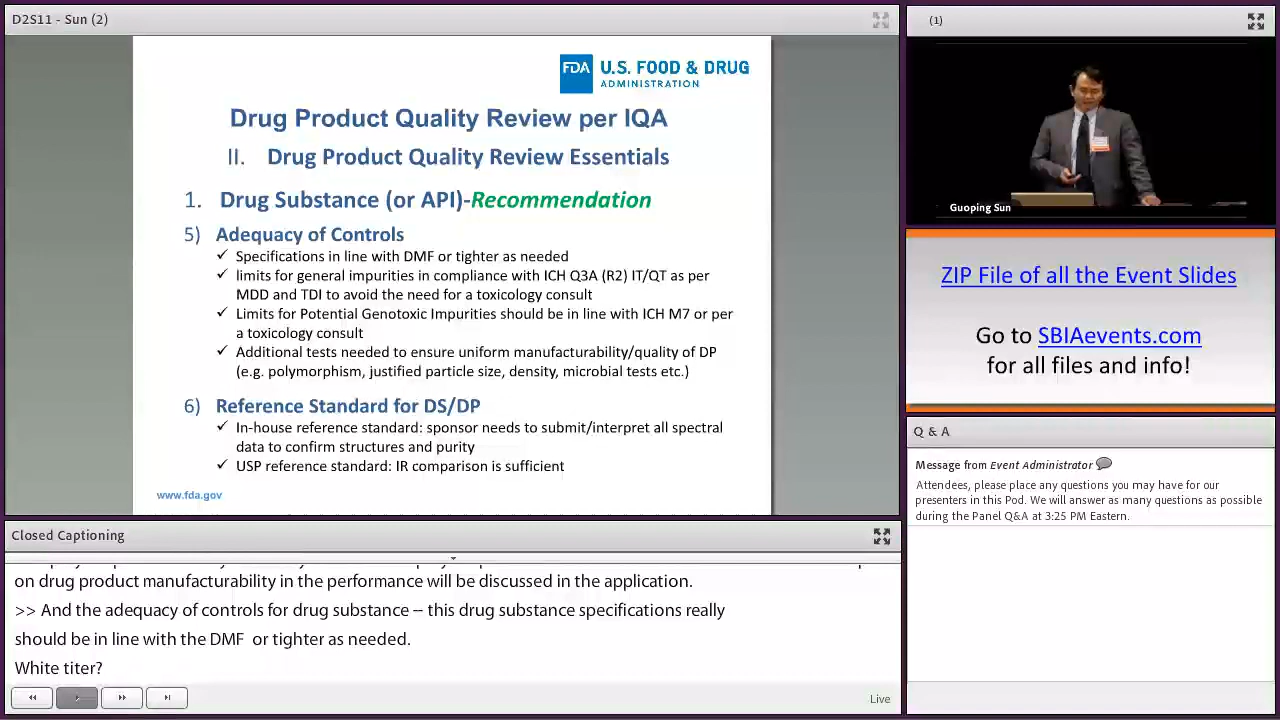 D2S11 - Sun (2)
FDA
U.S. FOOD & DRUG
ADMINISTRATION
Drug Product Quality Review per IQA
II. Drug Product Quality Review Essentials
1. Drug Substance (or API)-Recommendation
5) Adequacy of Controls
✓ Specifications in line with DMF or tighter as needed
✓ limits for general impurities in compliance with ICH Q3A (R2) IT/QT as per
MDD and TDI to avoid the need for a toxicology consult
✓ Limits for Potential Genotoxic Impurities should be in line with ICH M7 or per
a toxicology consult
✓ Additional tests needed to ensure uniform manufacturability/quality of DP
(e.g. polymorphism, justified particle size, density, microbial tests etc.)
6) Reference Standard for DS/DP
✓ In-house reference standard: sponsor needs to submit/interpret all spectral
data to confirm structures and purity
✓ USP reference standard: IR comparison is sufficient
www.fda.gov
Closed Captioning
on drug product manufacturability in the performance will be discussed in the application.
>> And the adequacy of controls for drug substance -- this drug substance specifications really
should be in line with the DMF or tighter as needed.
White titer?
Live
(1)
Guoping Sun
ZIP File of all the Event Slides
Go to SBIAevents.com
for all files and info!
Q & A
Message from Event Administrator
Attendees, please place any questions you may have for our
presenters in this Pod. We will answer as many questions as possible
during the Panel Q&A at 3:25 PM Eastern.